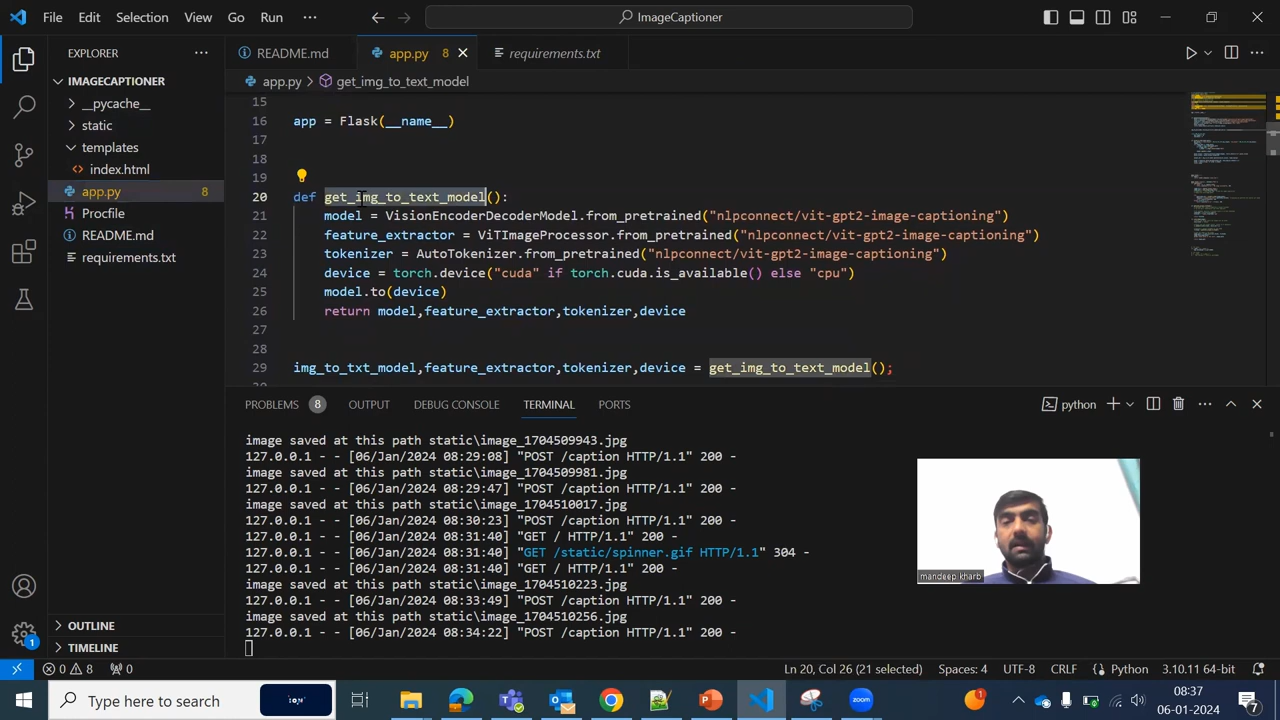 File Edit Selection View Go Run ··· ImageCaptioner
EXPLORER ···
README.md app.py 8 requirements.txt
IMAGECAPTIONER
app.py > get_img_to_text_model
__pycache__
static
templates
index.html
app.py 8
Procfile
README.md
requirements.txt
15
16 app = Flask(__name__)
17
18
19
20 def get_img_to_text_model():
21 model = VisionEncoderDecoderModel.from_pretrained("nlpconnect/vit-gpt2-image-captioning")
22 feature_extractor = ViTImageProcessor.from_pretrained("nlpconnect/vit-gpt2-image-captioning)
23 tokenizer = AutoTokenizer.from_pretrained("nlpconnect/vit-gpt2-image-captioning")
24 device = torch.device("cuda" if torch.cuda.is_available() else "cpu")
25 model.to(device)
26 return model,feature_extractor,tokenizer,device
27
28
29 img_to_txt_model,feature_extractor,tokenizer,device = get_img_to_text_model();
PROBLEMS 8 OUTPUT DEBUG CONSOLE TERMINAL PORTS python
image saved at this path static\image_1704509943.jpg
127.0.0.1 - - [06/Jan/2024 08:29:08] "POST /caption HTTP/1.1" 200 -
image saved at this path static\image_1704509981.jpg
127.0.0.1 - - [06/Jan/2024 08:29:47] "POST /caption HTTP/1.1" 200 -
image saved at this path static\image_1704510017.jpg
127.0.0.1 - - [06/Jan/2024 08:30:23] "POST /caption HTTP/1.1" 200 -
127.0.0.1 - - [06/Jan/2024 08:31:40] "GET / HTTP/1.1" 200 -
127.0.0.1 - - [06/Jan/2024 08:31:40] "GET /static/spinner.gif HTTP/1.1" 304 -
127.0.0.1 - - [06/Jan/2024 08:31:40] "GET / HTTP/1.1" 200 -
image saved at this path static\image_1704510223.jpg
127.0.0.1 - - [06/Jan/2024 08:33:49] "POST /caption HTTP/1.1" 200 -
image saved at this path static\image_1704510256.jpg
127.0.0.1 - - [06/Jan/2024 08:34:22] "POST /caption HTTP/1.1" 200 -
mandeep kharb
OUTLINE
TIMELINE
1
0 8 0 Ln 20, Col 26 (21 selected) Spaces: 4 UTF-8 CRLF Python 3.10.11 64-bit
Type here to search 1 zoom 08:37
06-01-2024 7